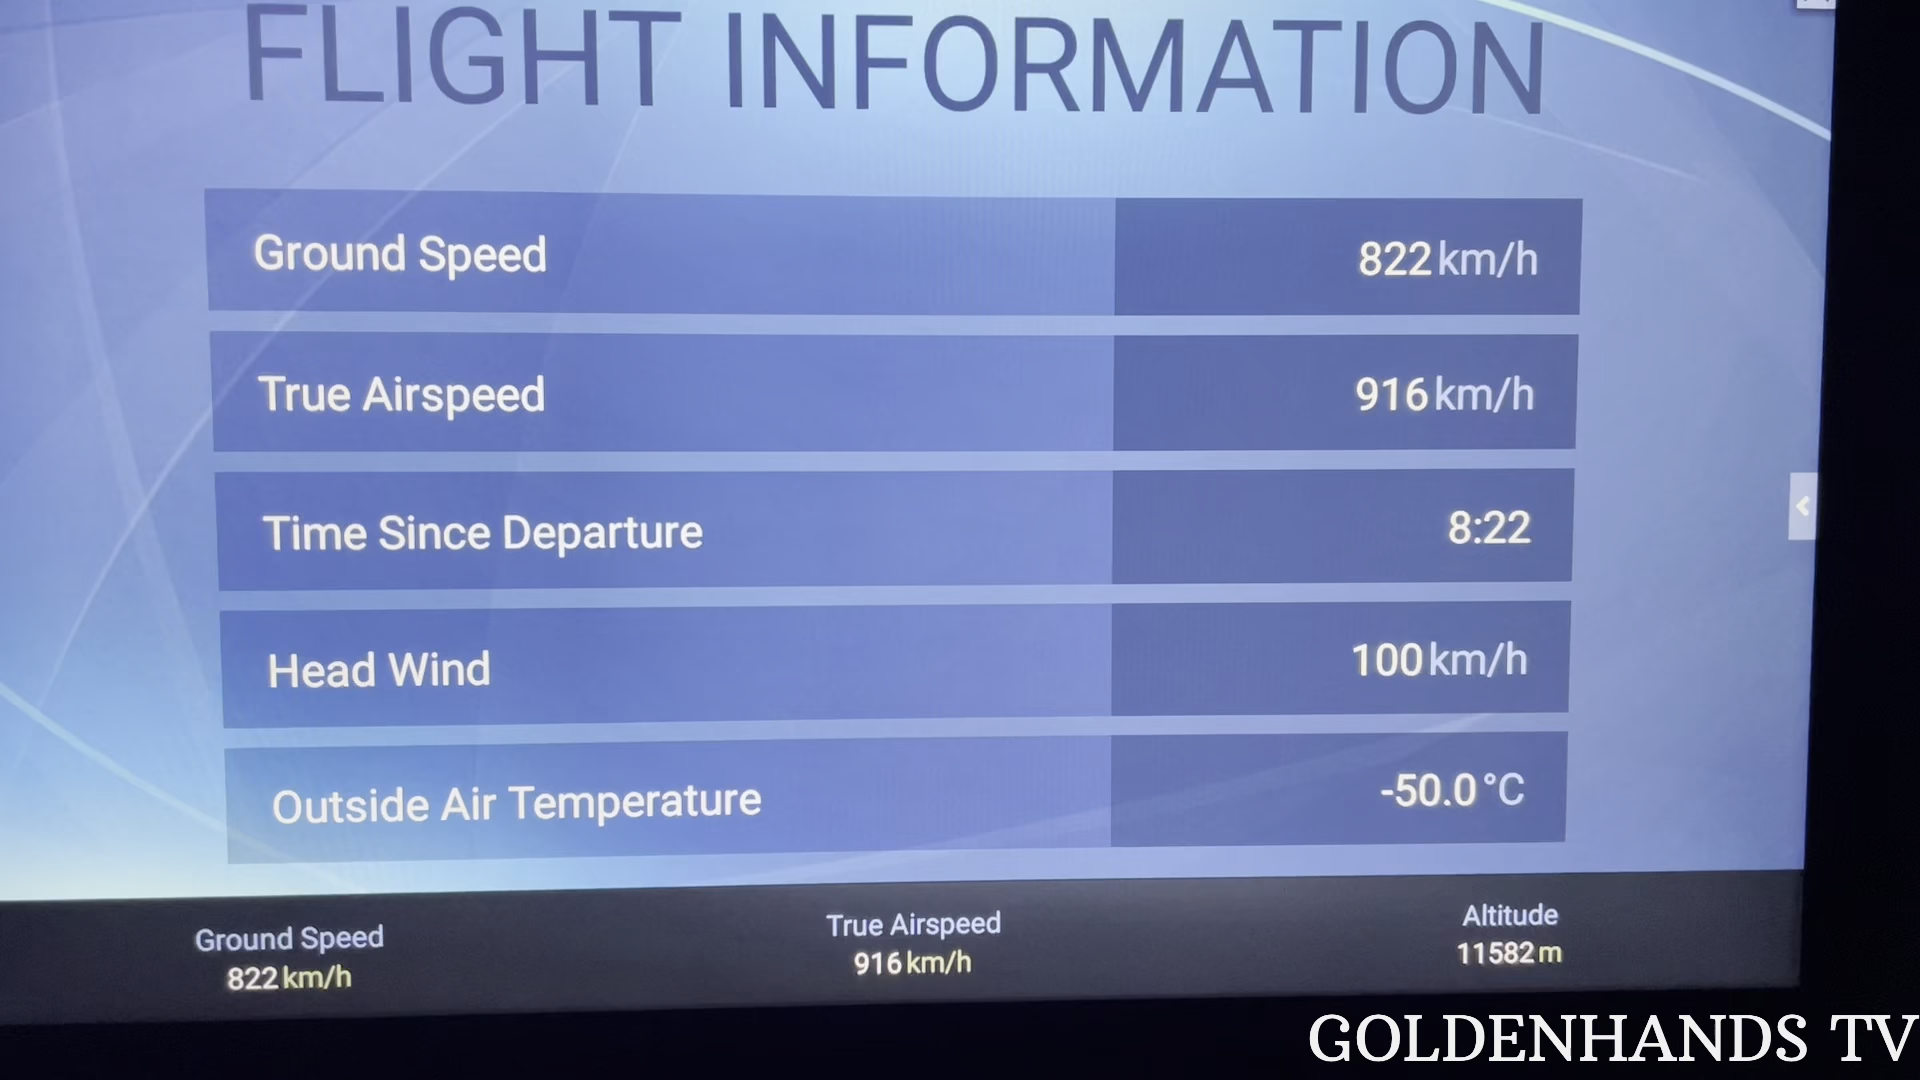 FLIGHT INFORMATION
Ground Speed 822 km/h
True Airspeed 916 km/h
Time Since Departure 8:22
Head Wind 100 km/h
Outside Air Temperature -50.0 °C
Ground Speed True Airspeed Altitude
822 km/h 916 km/h 11582 m
GOLDENHANDS TV